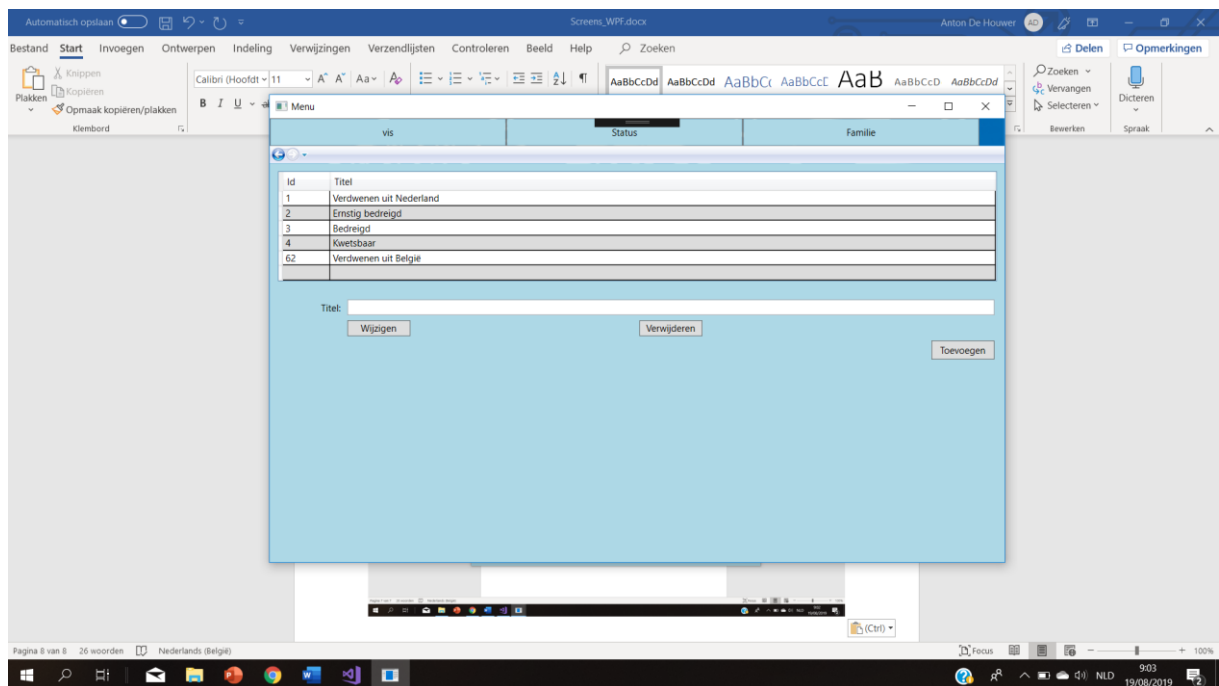 Automatisch opslaan
Screens_WPF.docx
Anton De Houwer
AD
Bestand Start Invoegen Ontwerpen Indeling Verwijzingen Verzendlijsten Controleren Beeld Help Zoeken
Delen Opmerkingen
Plakken
Knippen
Kopiëren
Opmaak kopiëren/plakken
Klembord
Calibri (Hoofdt 11
B I U
AaBbCcDd AaBbCcDd AaBbC( AaBbCcE AaB AaBbCcD AaBbCcDd
Zoeken
Vervangen
Selecteren
Bewerken
Dicteren
Spraak
Menu
vis Status Familie
Id Titel
1 Verdwenen uit Nederland
2 Ernstig bedreigd
3 Bedreigd
4 Kwetsbaar
62 Verdwenen uit België
Titel:
Wijzigen Verwijderen
Toevoegen
(Ctrl)
Pagina 8 van 8 26 woorden Nederlands (België)
Focus
100%
NLD
9:03
19/08/2019